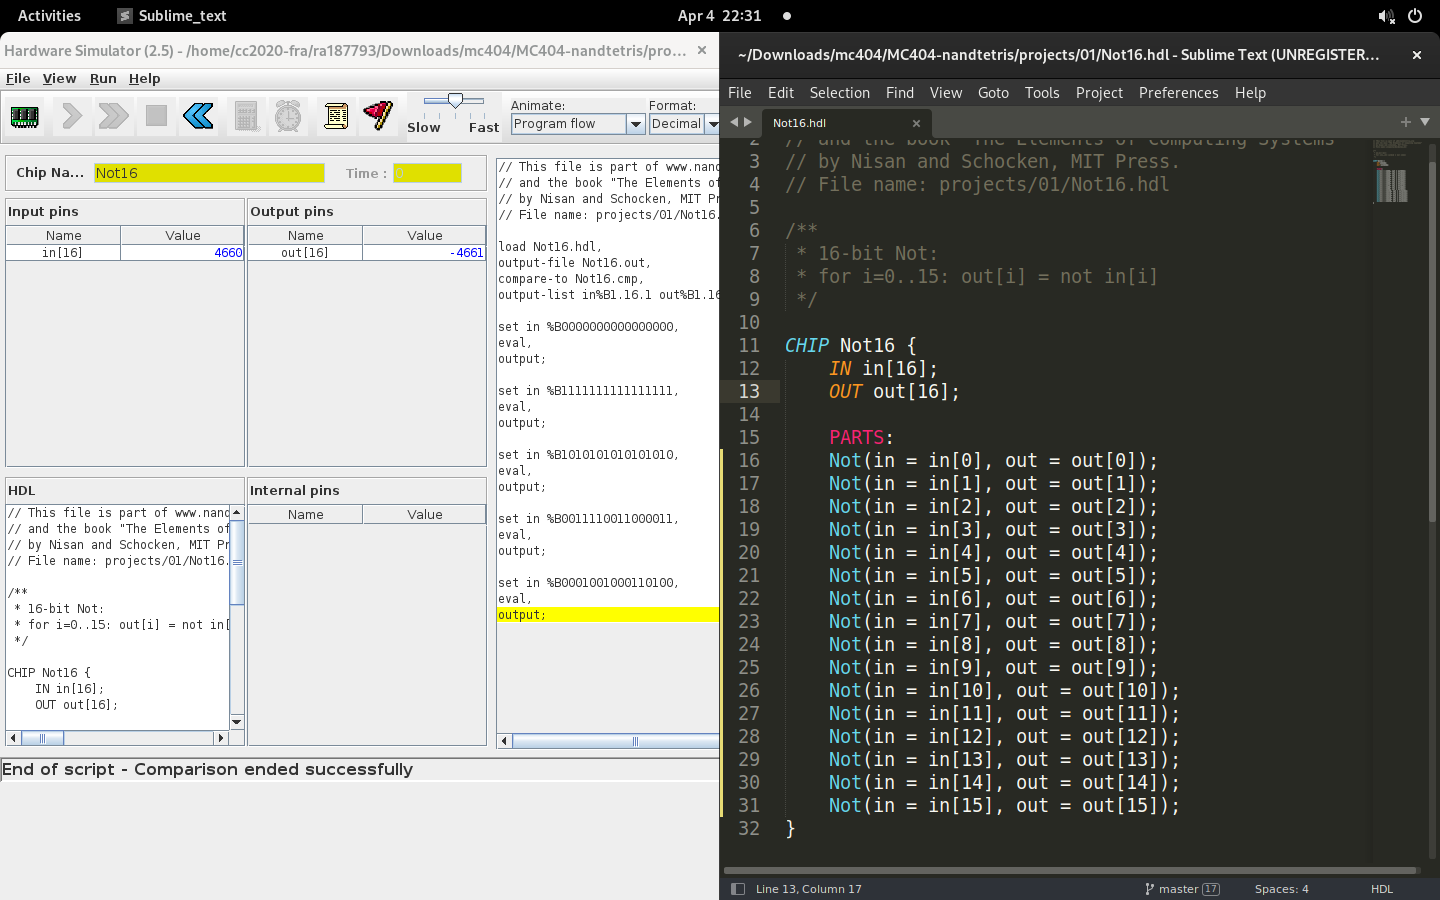 Activities
Sublime_text
Apr 4 22:31
Hardware Simulator (2.5) - /home/cc2020-fra/ra187793/Downloads/mc404/MC404-nandtetris/pro...
File View Run Help
Slow Fast
Animate:
Program flow
Format:
Decimal
Chip Na...
Not16
Time :
0
Input pins
Name Value
in[16] 4660
Output pins
Name Value
out[16] -4661
HDL
// This file is part of www.nand
// and the book "The Elements of
// by Nisan and Schocken, MIT Pr
// File name: projects/01/Not16.
/**
* 16-bit Not:
* for i=0..15: out[i] = not in[
*/
CHIP Not16 {
IN in[16];
OUT out[16];
Internal pins
Name Value
// This file is part of www.nand
// and the book "The Elements of
// by Nisan and Schocken, MIT Pr
// File name: projects/01/Not16.
load Not16.hdl,
output-file Not16.out,
compare-to Not16.cmp,
output-list in%B1.16.1 out%B1.16
set in %B0000000000000000,
eval,
output;
set in %B1111111111111111,
eval,
output;
set in %B1010101010101010,
eval,
output;
set in %B0011110011000011,
eval,
output;
set in %B0001001000110100,
eval,
output;
End of script - Comparison ended successfully
~/Downloads/mc404/MC404-nandtetris/projects/01/Not16.hdl - Sublime Text (UNREGISTER...
File Edit Selection Find View Goto Tools Project Preferences Help
Not16.hdl
2 // and the book "The Elements of Computing Systems"
3 // by Nisan and Schocken, MIT Press.
4 // File name: projects/01/Not16.hdl
5
6 /**
7 * 16-bit Not:
8 * for i=0..15: out[i] = not in[i]
9 */
10
11 CHIP Not16 {
12 IN in[16];
13 OUT out[16];
14
15 PARTS:
16 Not(in = in[0], out = out[0]);
17 Not(in = in[1], out = out[1]);
18 Not(in = in[2], out = out[2]);
19 Not(in = in[3], out = out[3]);
20 Not(in = in[4], out = out[4]);
21 Not(in = in[5], out = out[5]);
22 Not(in = in[6], out = out[6]);
23 Not(in = in[7], out = out[7]);
24 Not(in = in[8], out = out[8]);
25 Not(in = in[9], out = out[9]);
26 Not(in = in[10], out = out[10]);
27 Not(in = in[11], out = out[11]);
28 Not(in = in[12], out = out[12]);
29 Not(in = in[13], out = out[13]);
30 Not(in = in[14], out = out[14]);
31 Not(in = in[15], out = out[15]);
32 }
Line 13, Column 17
master 17
Spaces: 4
HDL